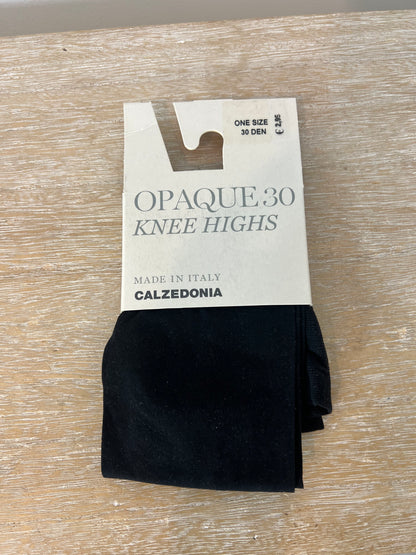 ONE SIZE
30 DEN
€ 2,95
OPAQUE 30
KNEE HIGHS
MADE IN ITALY
CALZEDONIA